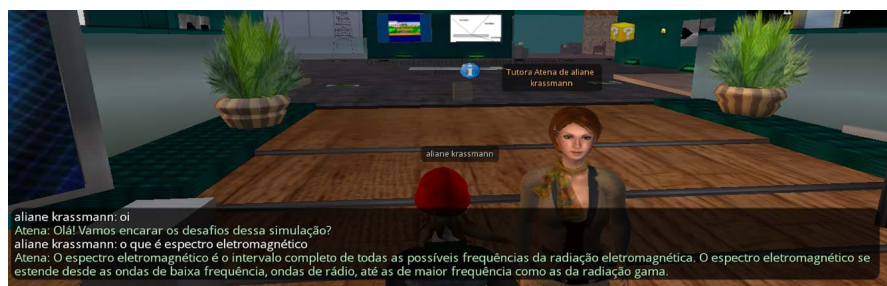 Tutora Atena de aliane
krassmann
aliane krassmann
aliane krassmann: oi
Atena: Olá! Vamos encarar os desafios dessa simulação?
aliane krassmann: o que é espectro eletromagnético
Atena: O espectro eletromagnético é o intervalo completo de todas as possíveis frequências da radiação eletromagnética. O espectro eletromagnético se
estende desde as ondas de baixa frequência, ondas de rádio, até as de maior frequência como as da radiação gama.